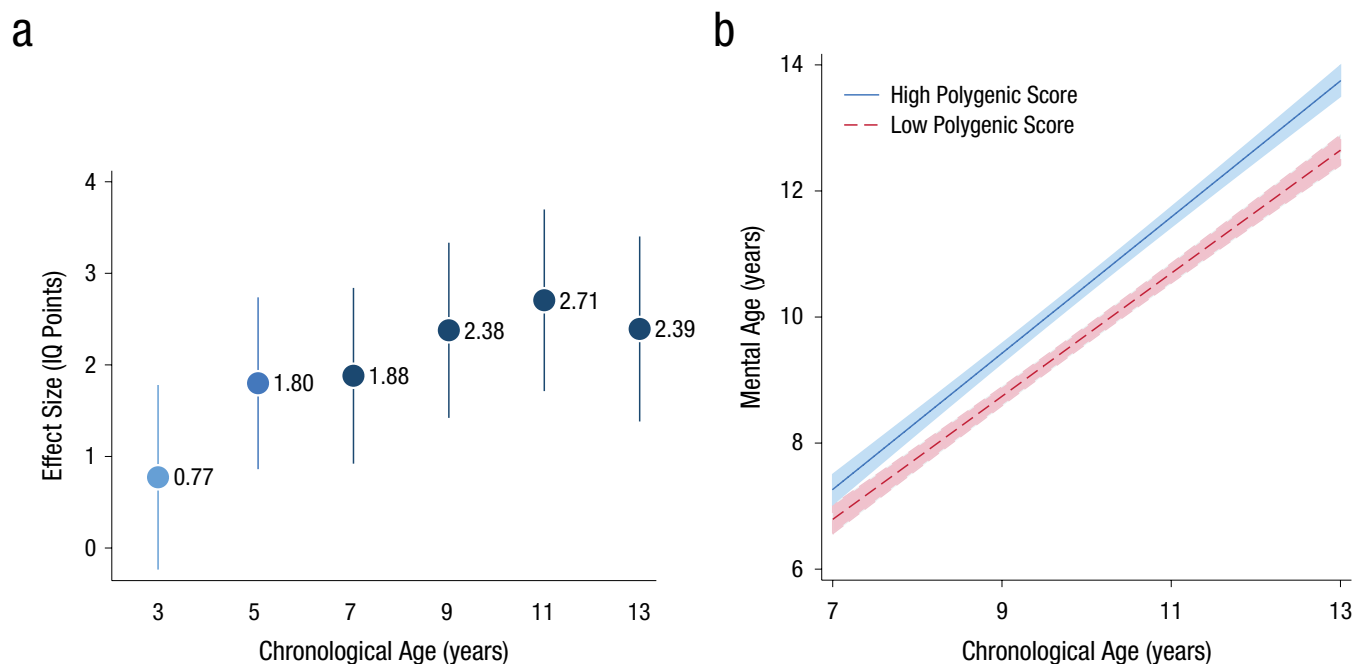 a
Effect Size (IQ Points)
4
3
2
1
0
0.77
1.80
1.88
2.38
2.71
2.39
3 5 7 9 11 13
Chronological Age (years)
b
Mental Age (years)
14
12
10
8
6
High Polygenic Score
Low Polygenic Score
7 9 11 13
Chronological Age (years)